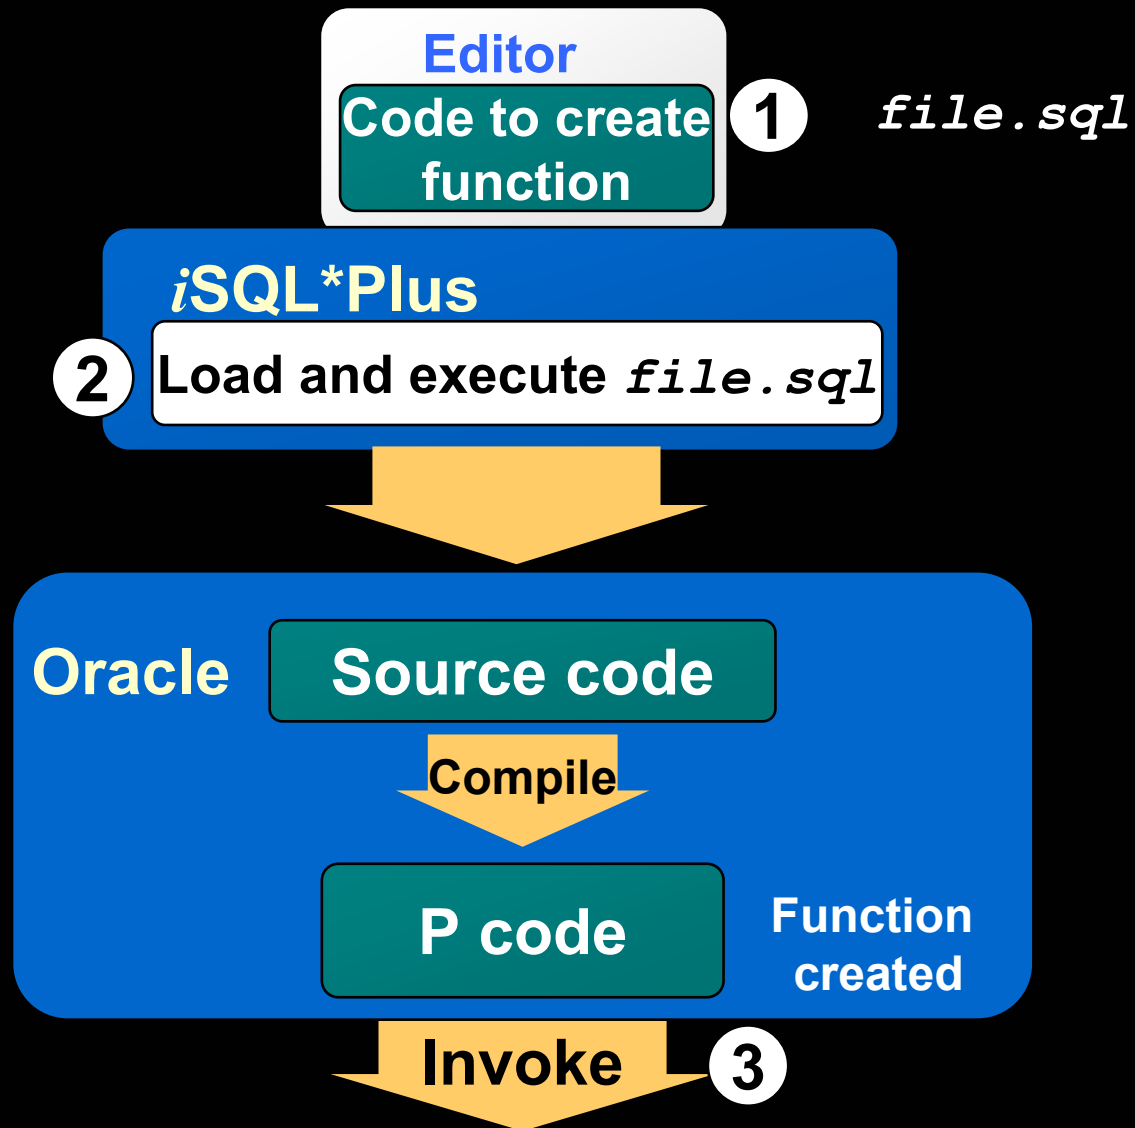 Editor
Code to create
function
1
file.sql
iSQL*Plus
2
Load and execute file.sql
Oracle
Source code
Compile
P code
Function
created
Invoke
3